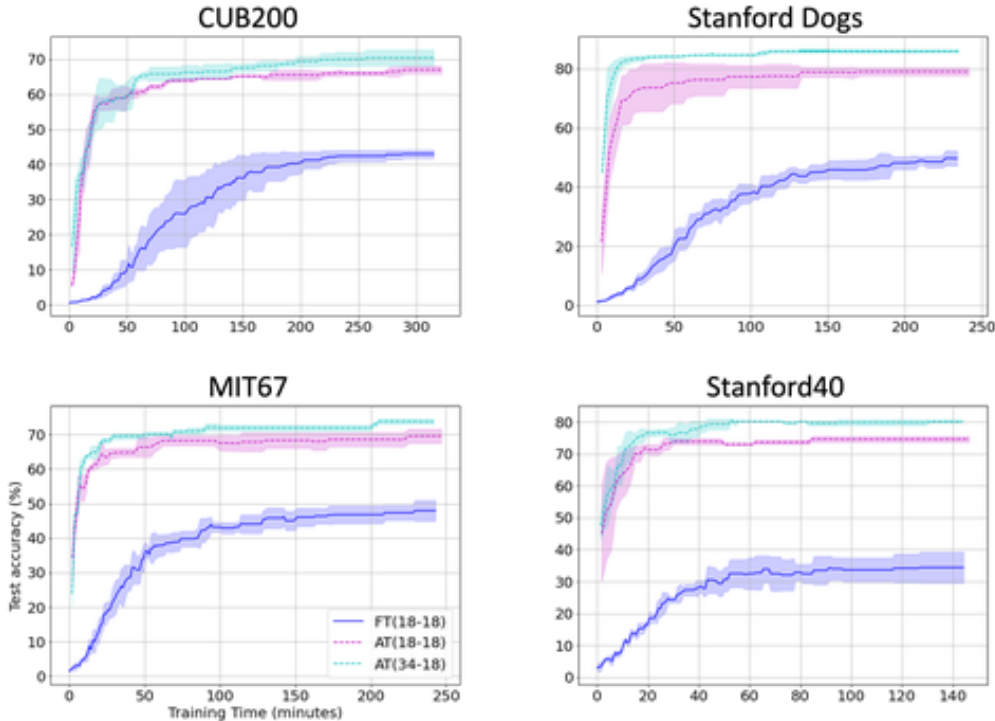 CUB200
70
60
50
40
30
20
10
0
0 50 100 150 200 250 300
Stanford Dogs
80
60
40
20
0
0 50 100 150 200 250
MIT67
Test accuracy (%)
70
60
50
40
30
20
10
0
FT(18-18)
AT(18-18)
AT(34-18)
0 50 100 150 200 250
Training Time (minutes)
Stanford40
80
70
60
50
40
30
20
10
0
0 20 40 60 80 100 120 140